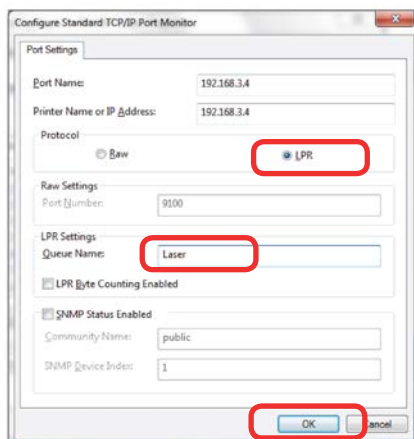 Configure Standard TCP/IP Port Monitor
Port Settings
Port Name: 192.168.3.4
Printer Name or IP Address: 192.168.3.4
Protocol
Raw LPR
Raw Settings
Port Number: 9100
LPR Settings
Queue Name: Laser
LPR Byte Counting Enabled
SNMP Status Enabled
Community Name: public
SNMP Device Index: 1
OK Cancel